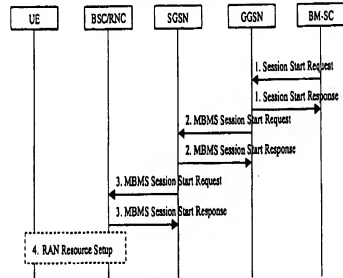 UE BSC/RNC SGSN GGSN BM-SC
1. Session Start Request
1. Session Start Response
2. MBMS Session Start Request
2. MBMS Session Start Response
3. MBMS Session Start Request
3. MBMS Session Start Response
4. RAN Resource Setup